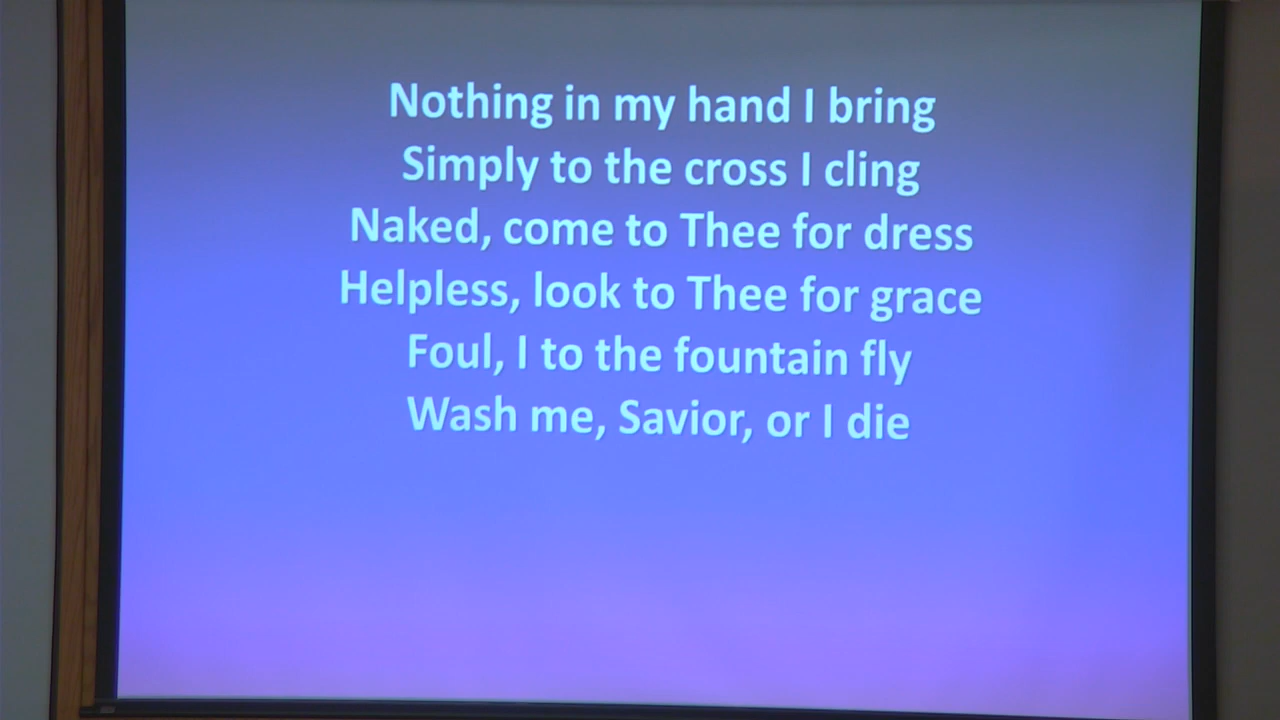 Nothing in my hand I bring
Simply to the cross I cling
Naked, come to Thee for dress
Helpless, look to Thee for grace
Foul, I to the fountain fly
Wash me, Savior, or I die